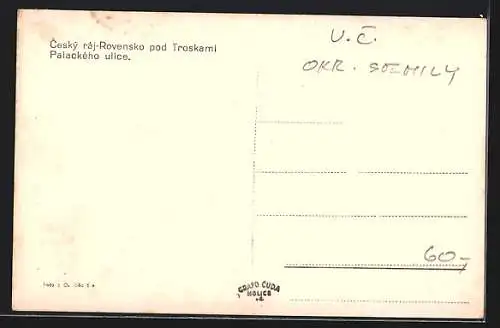 Český ráj-Rovensko pod Troskami
Palackého ulice.
V.Č.
OKR. SEMILY
60,-
GRAFO ČUDA
HOLICE